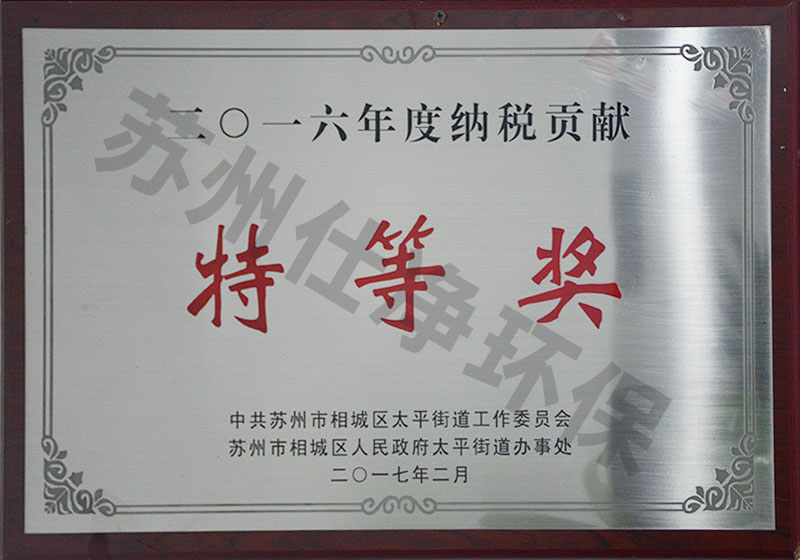 二〇一六年度纳税贡献
特等奖
中共苏州市相城区太平街道工作委员会
苏州市相城区人民政府太平街道办事处
二〇一七年二月
苏州仕净环保